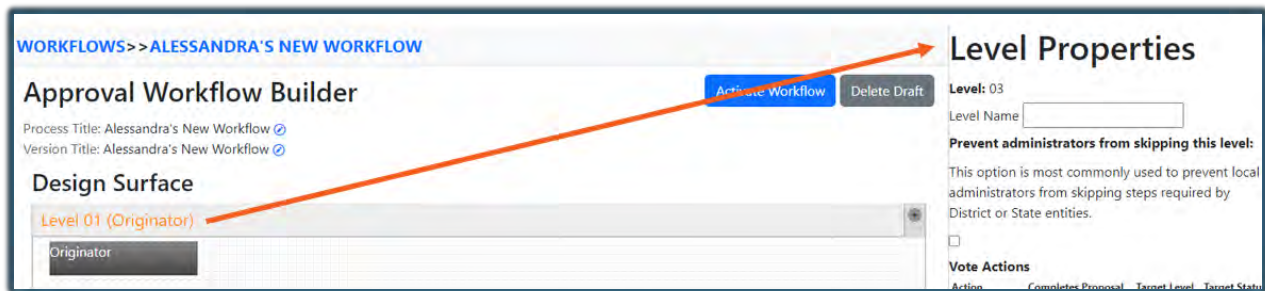 WORKFLOWS>>ALESSANDRA'S NEW WORKFLOW
Approval Workflow Builder
Activate Workflow
Delete Draft
Process Title: Alessandra's New Workflow
Version Title: Alessandra's New Workflow
Design Surface
Level 01 (Originator)
Originator
Level Properties
Level: 03
Level Name
Prevent administrators from skipping this level:
This option is most commonly used to prevent local
administrators from skipping steps required by
District or State entities.
Vote Actions
Action Completes Proposal Target Level Target Statu